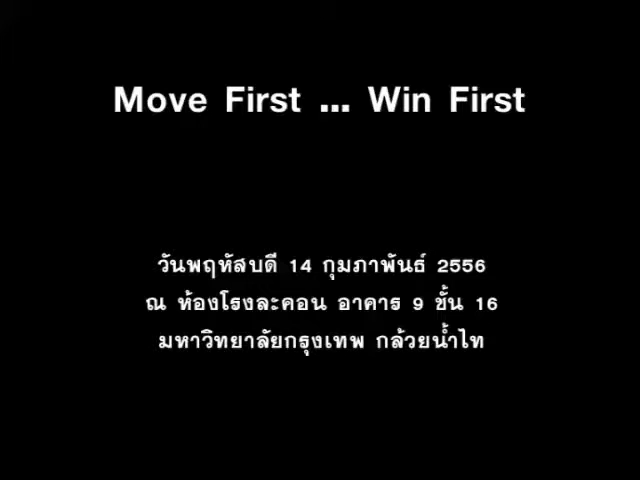 Move First ... Win First
วันพฤหัสบดี 14 กุมภาพันธ์ 2556
ณ ห้องโรงละคอน อาคาร 9 ชั้น 16
มหาวิทยาลัยกรุงเทพ กล้วยน้ำไท